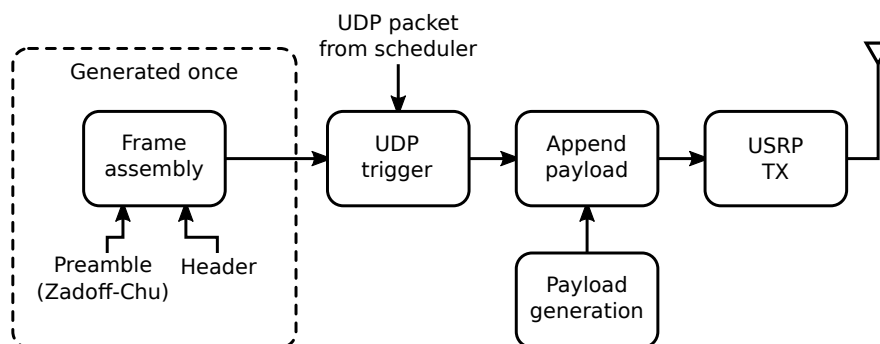 UDP packet
from scheduler
Generated once
Frame
assembly
UDP
trigger
Append
payload
USRP
TX
Preamble
(Zadoff-Chu)
Header
Payload
generation